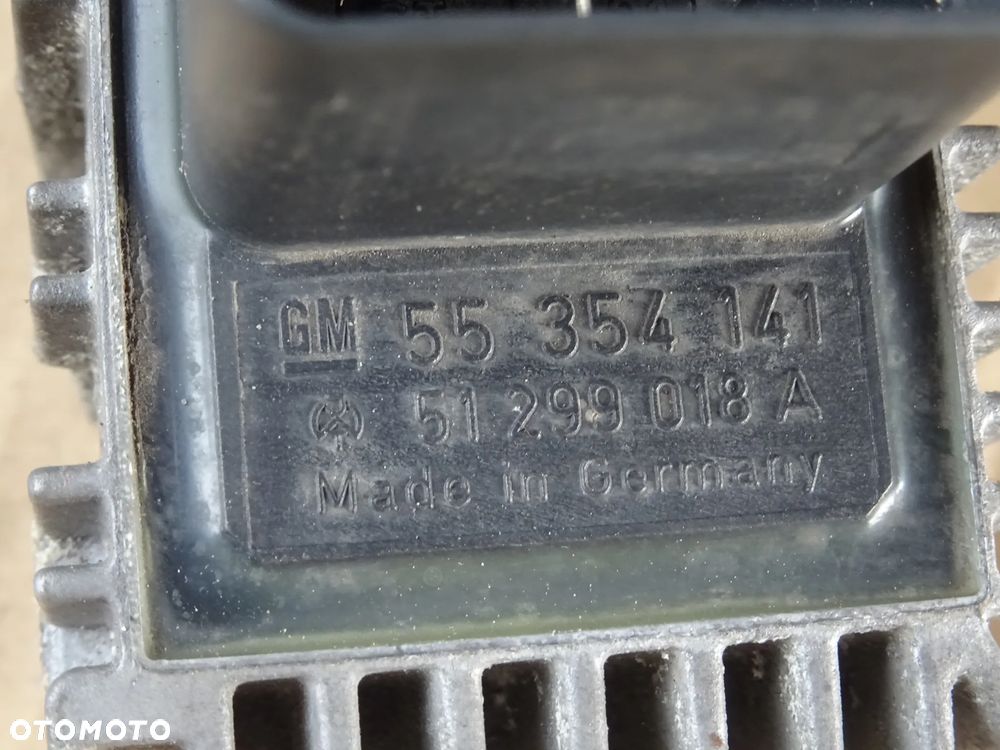 GM 55 354 141
51 299 018 A
Made in Germany
OTOMOTO